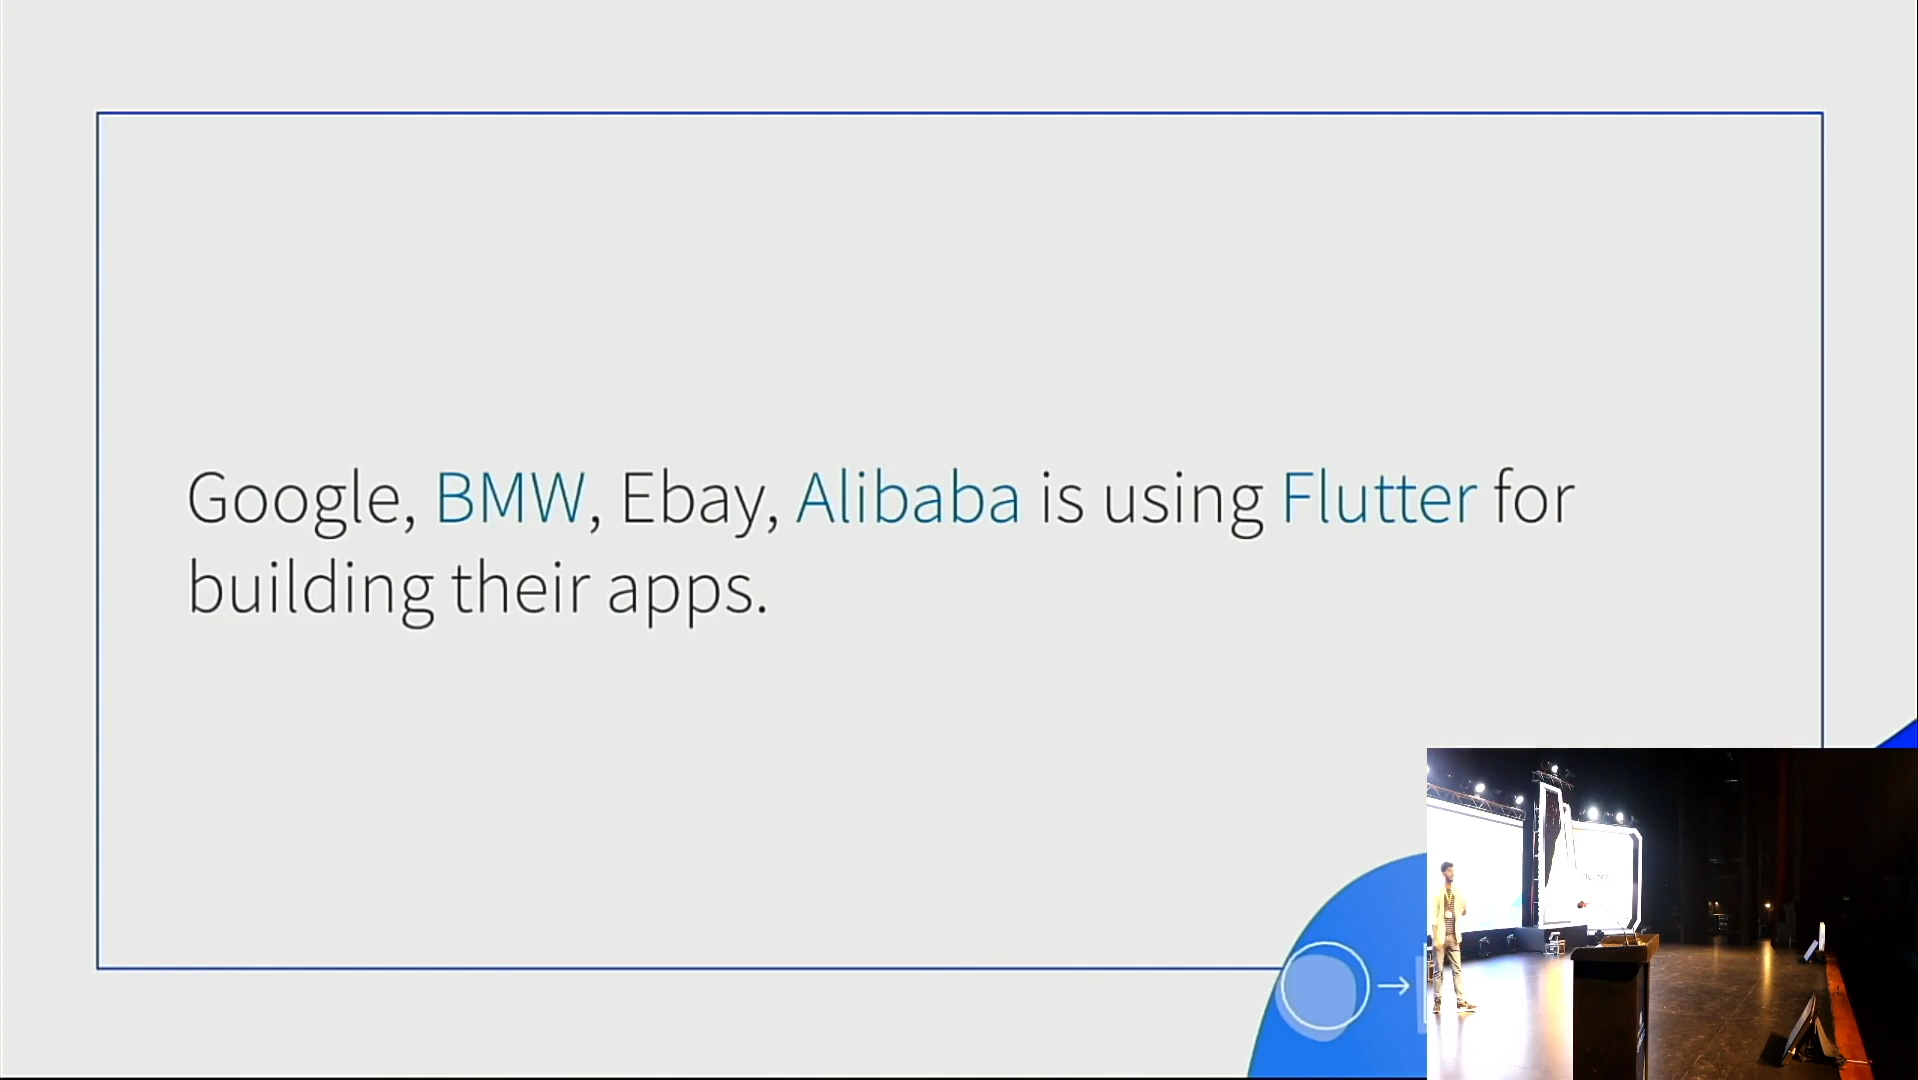 Google, BMW, Ebay, Alibaba is using Flutter for
building their apps.